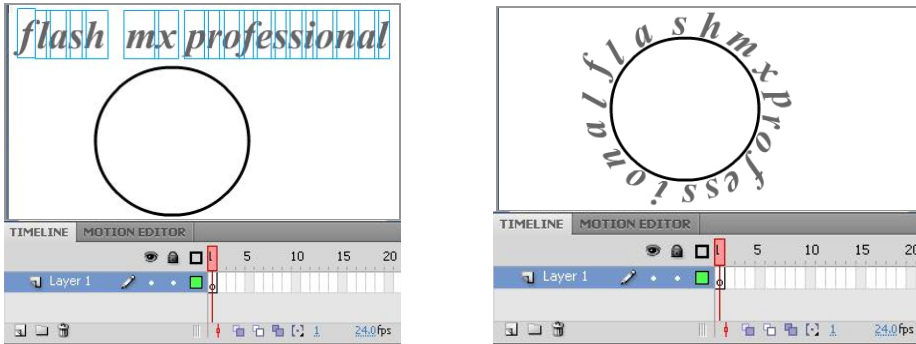 flash mx professional
TIMELINE MOTION EDITOR
1 5 10 15 20
Layer 1
1 24.0fps
flashmxprofessional
TIMELINE MOTION EDITOR
1 5 10 15 20
Layer 1
1 24.0fps